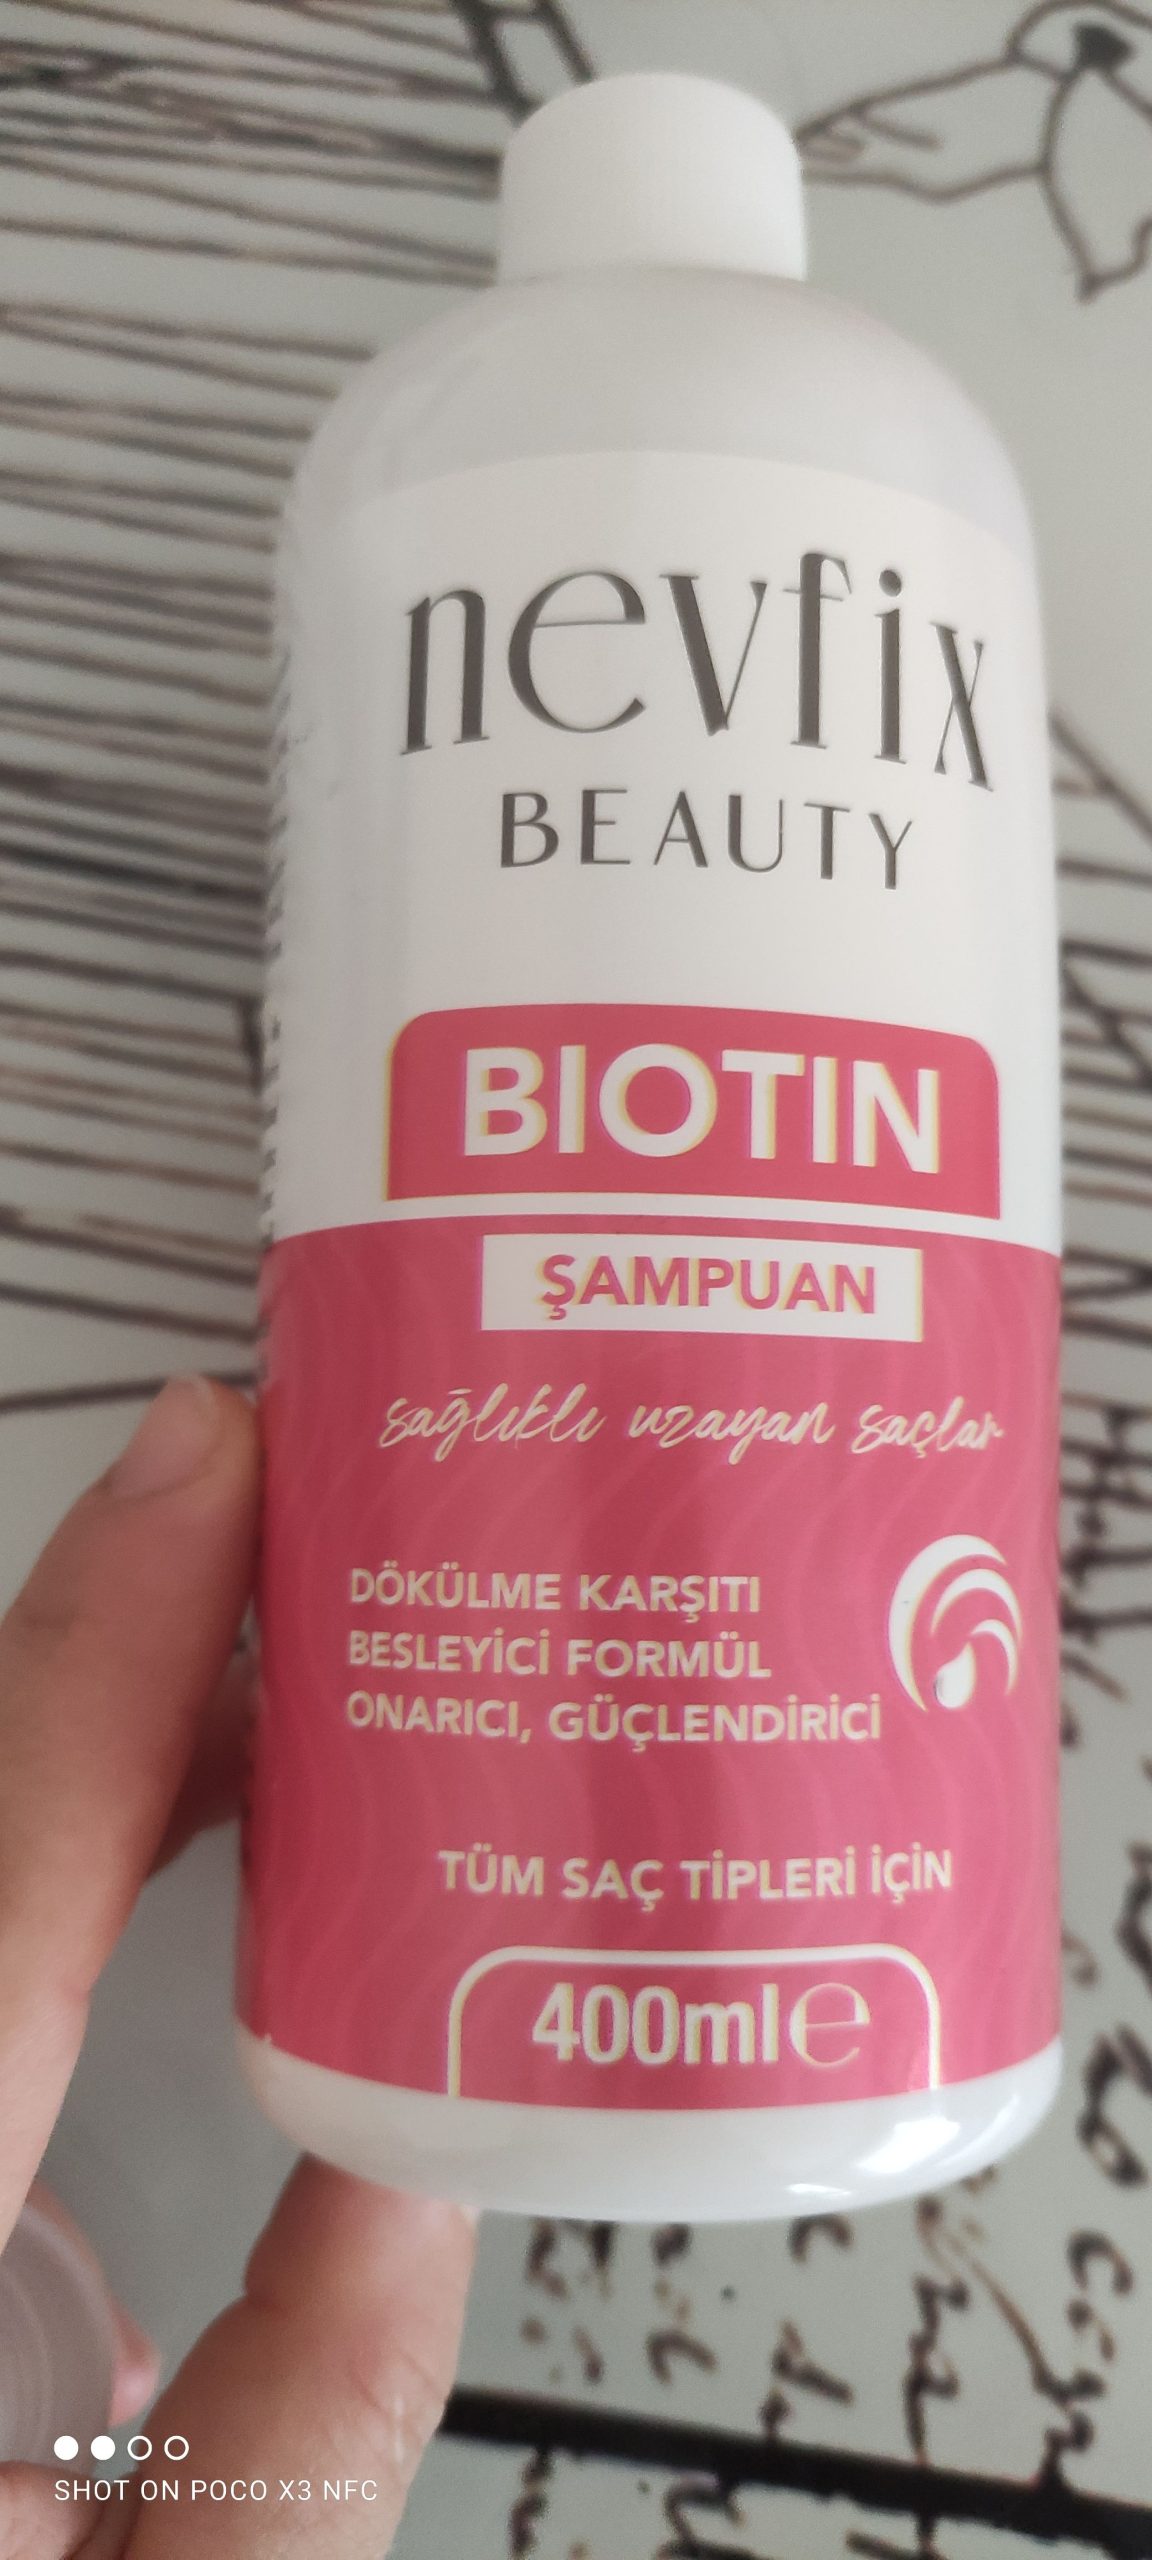 nevfix
BEAUTY
BIOTIN
ŞAMPUAN
sağlıklı uzayan saçlar
DÖKÜLME KARŞITI
BESLEYİCİ FORMÜL
ONARICI, GÜÇLENDİRİCİ
TÜM SAÇ TİPLERİ İÇİN
400ml e
SHOT ON POCO X3 NFC